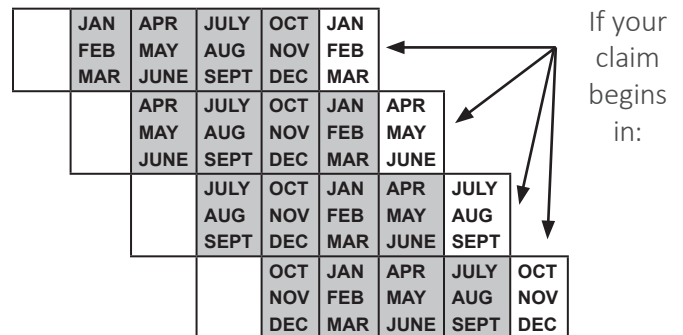 JAN APR JULY OCT JAN
FEB MAY AUG NOV FEB
MAR JUNE SEPT DEC MAR
APR JULY OCT JAN APR
MAY AUG NOV FEB MAY
JUNE SEPT DEC MAR JUNE
JULY OCT JAN APR JULY
AUG NOV FEB MAY AUG
SEPT DEC MAR JUNE SEPT
OCT JAN APR JULY OCT
NOV FEB MAY AUG NOV
DEC MAR JUNE SEPT DEC
If your
claim
begins
in: